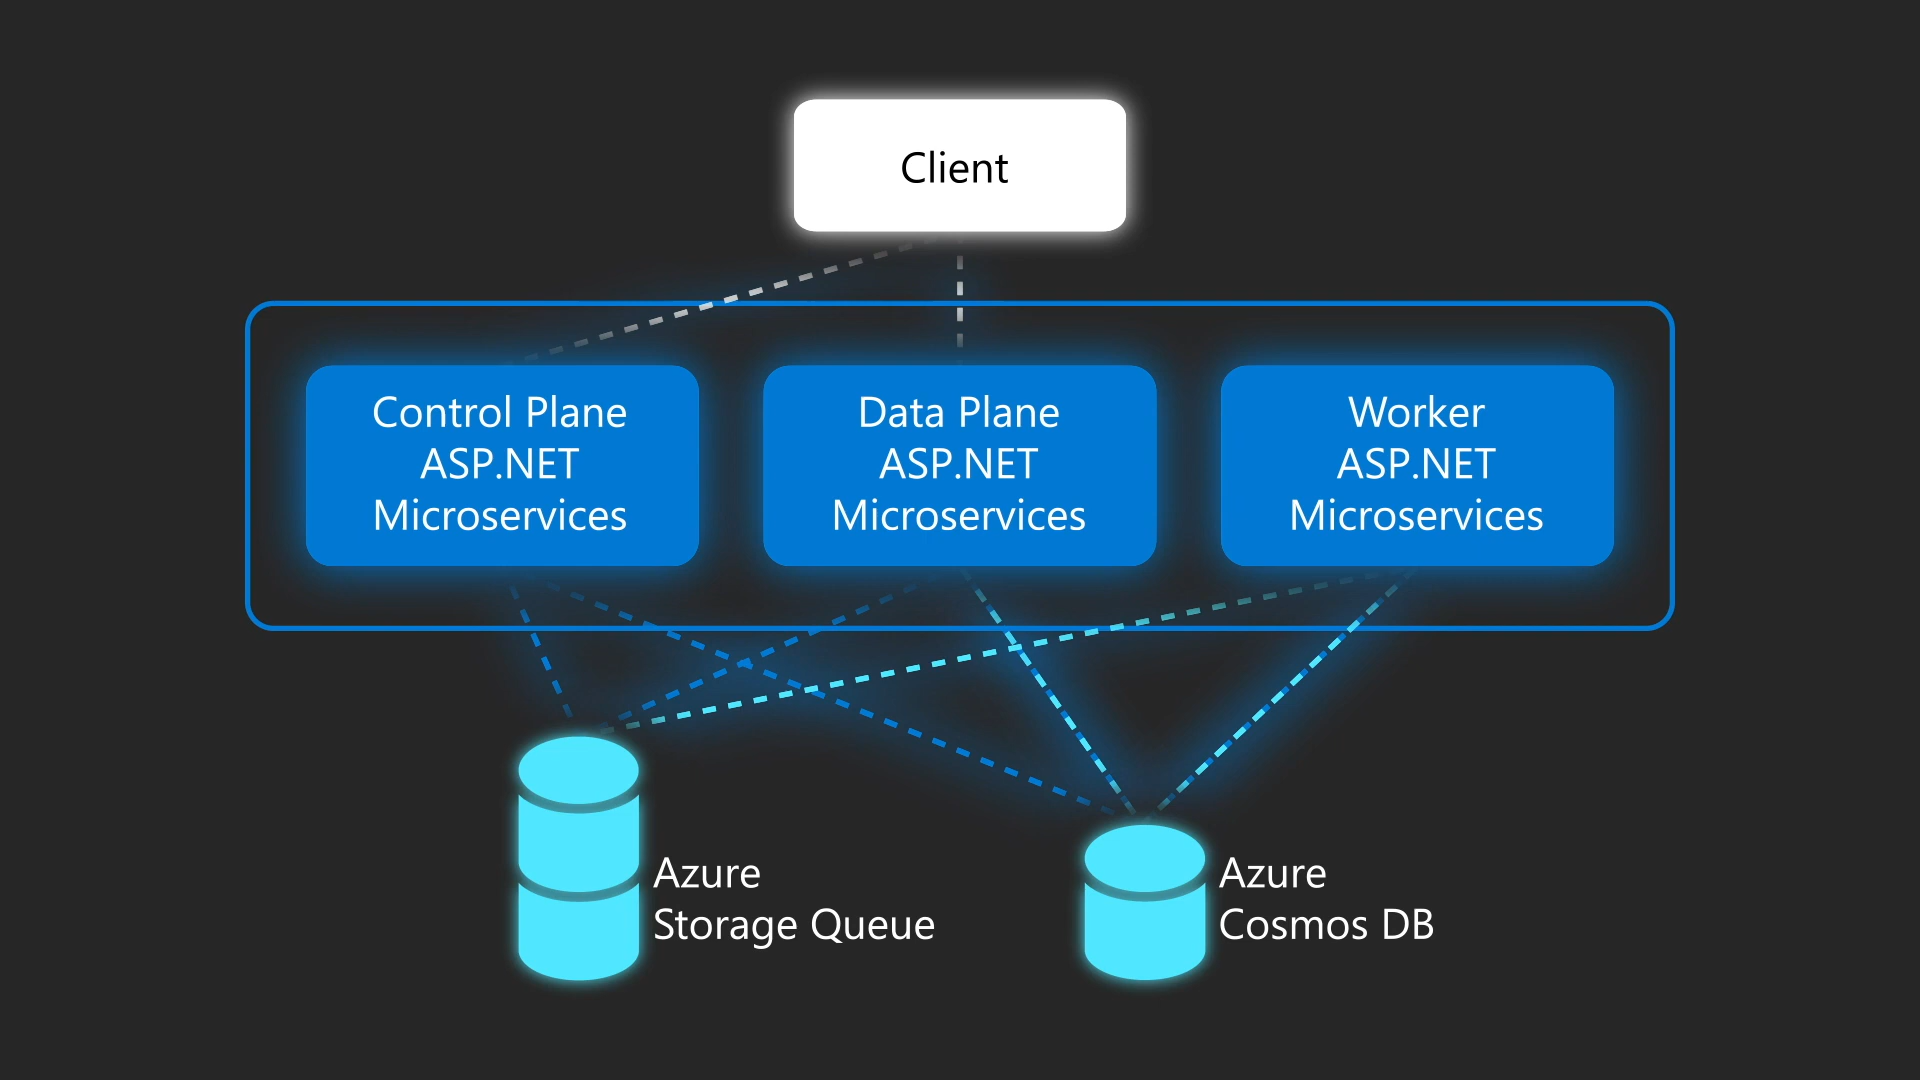 Client
Control Plane
ASP.NET
Microservices
Data Plane
ASP.NET
Microservices
Worker
ASP.NET
Microservices
Azure
Storage Queue
Azure
Cosmos DB